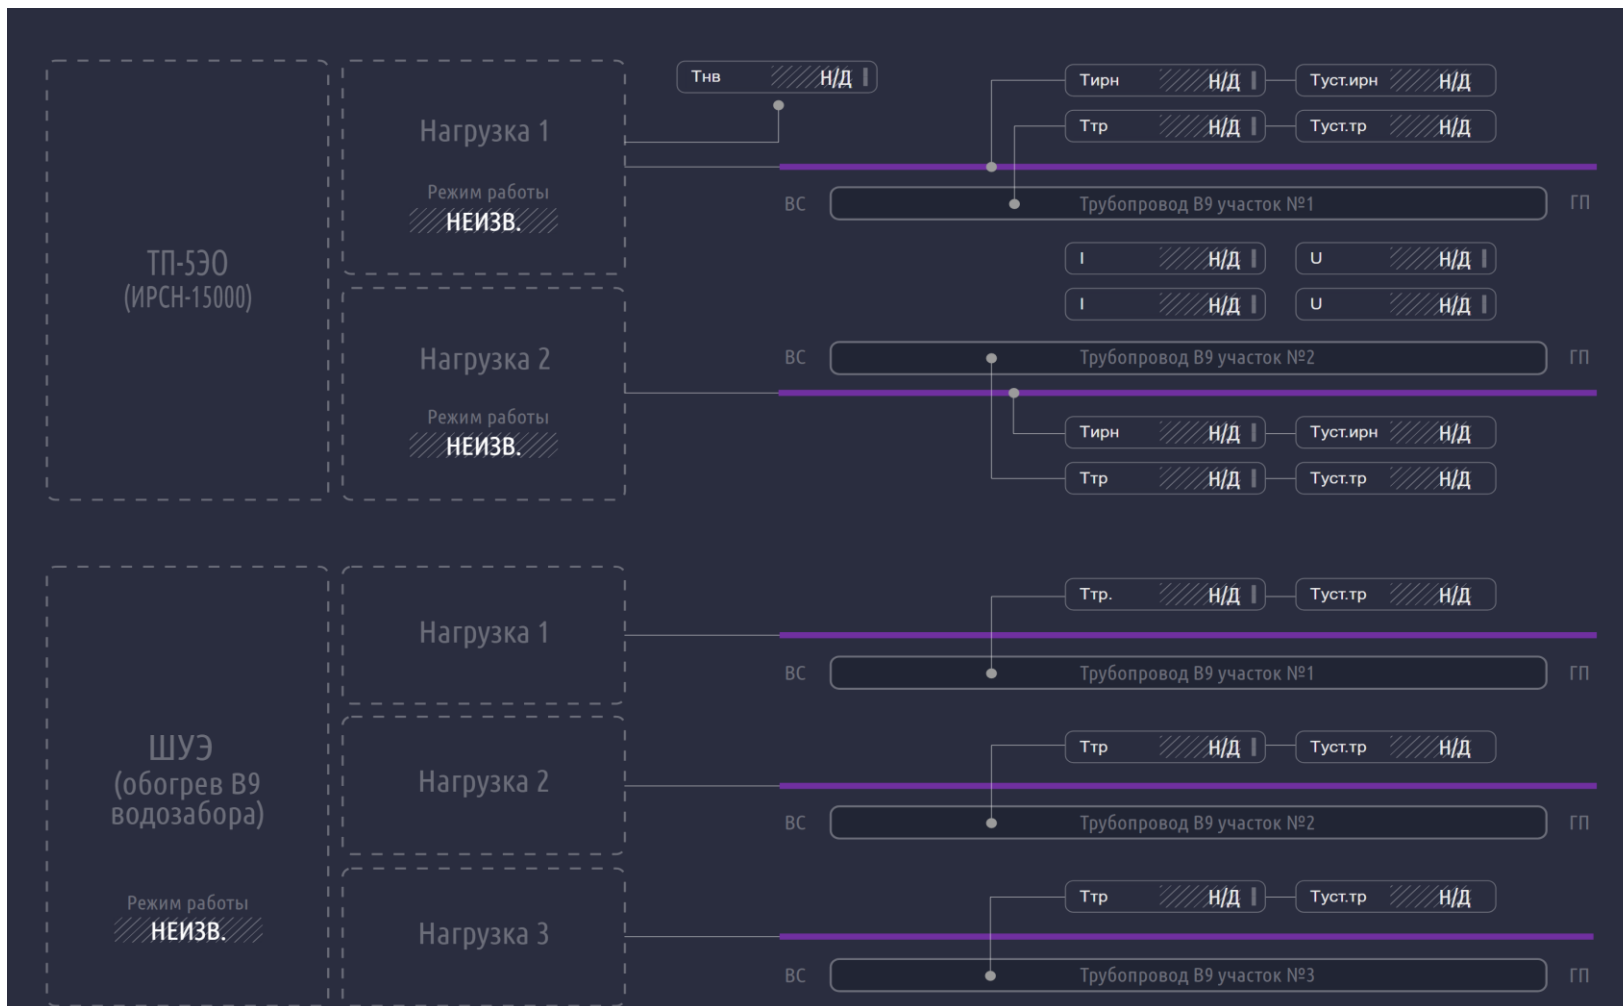 ТП-5ЭО
(ИРСН-15000)
Нагрузка 1
Режим работы
НЕИЗВ.
Нагрузка 2
Режим работы
НЕИЗВ.
Тнв Н/Д
Тирн Н/Д Туст.ирн Н/Д
Ттр Н/Д Туст.тр Н/Д
ВС Трубопровод В9 участок №1 ГП
I Н/Д U Н/Д
I Н/Д U Н/Д
ВС Трубопровод В9 участок №2 ГП
Тирн Н/Д Туст.ирн Н/Д
Ттр Н/Д Туст.тр Н/Д
ШУЭ
(обогрев В9
водозабора)
Режим работы
НЕИЗВ.
Нагрузка 1
Ттр. Н/Д Туст.тр Н/Д
ВС Трубопровод В9 участок №1 ГП
Нагрузка 2
Ттр Н/Д Туст.тр Н/Д
ВС Трубопровод В9 участок №2 ГП
Нагрузка 3
Ттр Н/Д Туст.тр Н/Д
ВС Трубопровод В9 участок №3 ГП